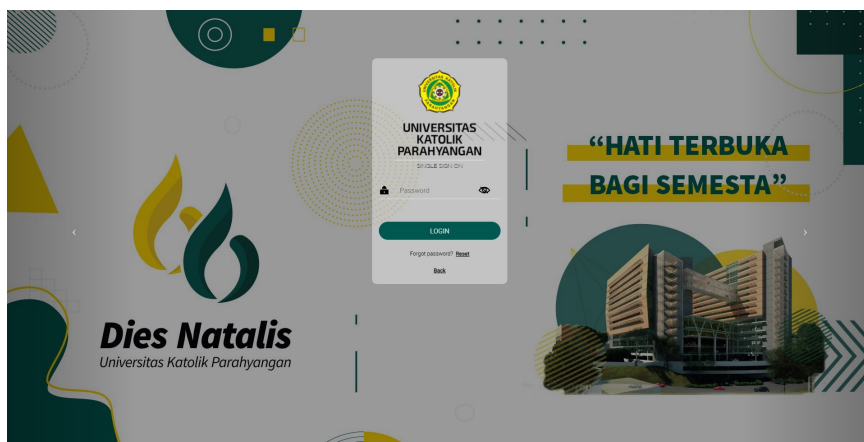 UNIVERSITAS
KATOLIK
PARAHYANGAN
SINGLE SIGN ON
Password
LOGIN
Forgot password? Reset
Back
Dies Natalis
Universitas Katolik Parahyangan
“HATI TERBUKA
BAGI SEMESTA”